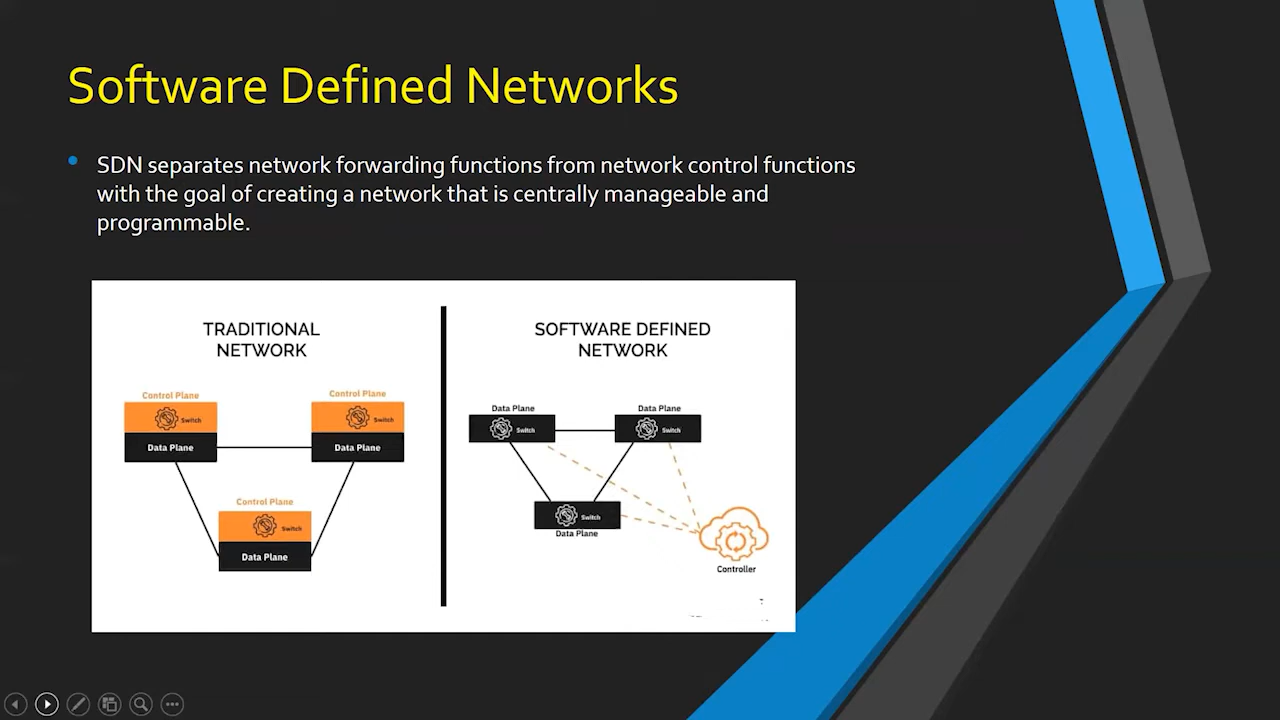 Software Defined Networks
SDN separates network forwarding functions from network control functions
with the goal of creating a network that is centrally manageable and
programmable.
TRADITIONAL
NETWORK
Control Plane
Switch
Data Plane
Control Plane
Switch
Data Plane
Control Plane
Switch
Data Plane
SOFTWARE DEFINED
NETWORK
Data Plane
Switch
Data Plane
Switch
Switch
Data Plane
Controller